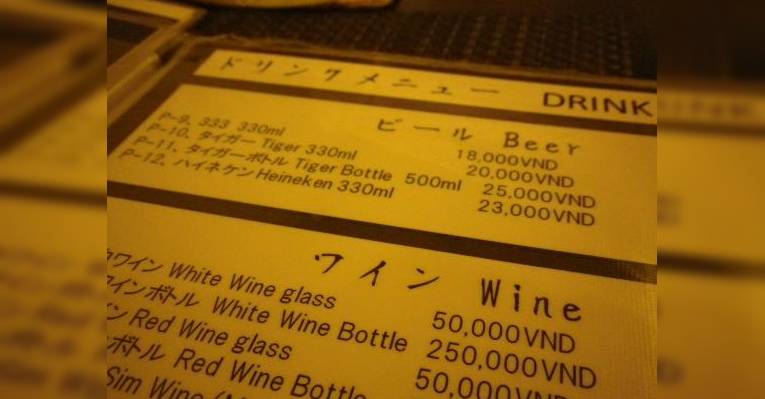 ドリンクメニュー DRINK
ビール Beer
P-9、333 330ml 18,000VND
P-10、タイガー Tiger 330ml 20,000VND
P-11、タイガーボトル Tiger Bottle 500ml 25,000VND
P-12、ハイネケン Heineken 330ml 23,000VND
ワイン Wine
ワイン White Wine glass 50,000VND
インボトル White Wine Bottle 250,000VND
ン Red Wine glass 50,000VND
ボトル Red Wine Bottle
Sim Wine